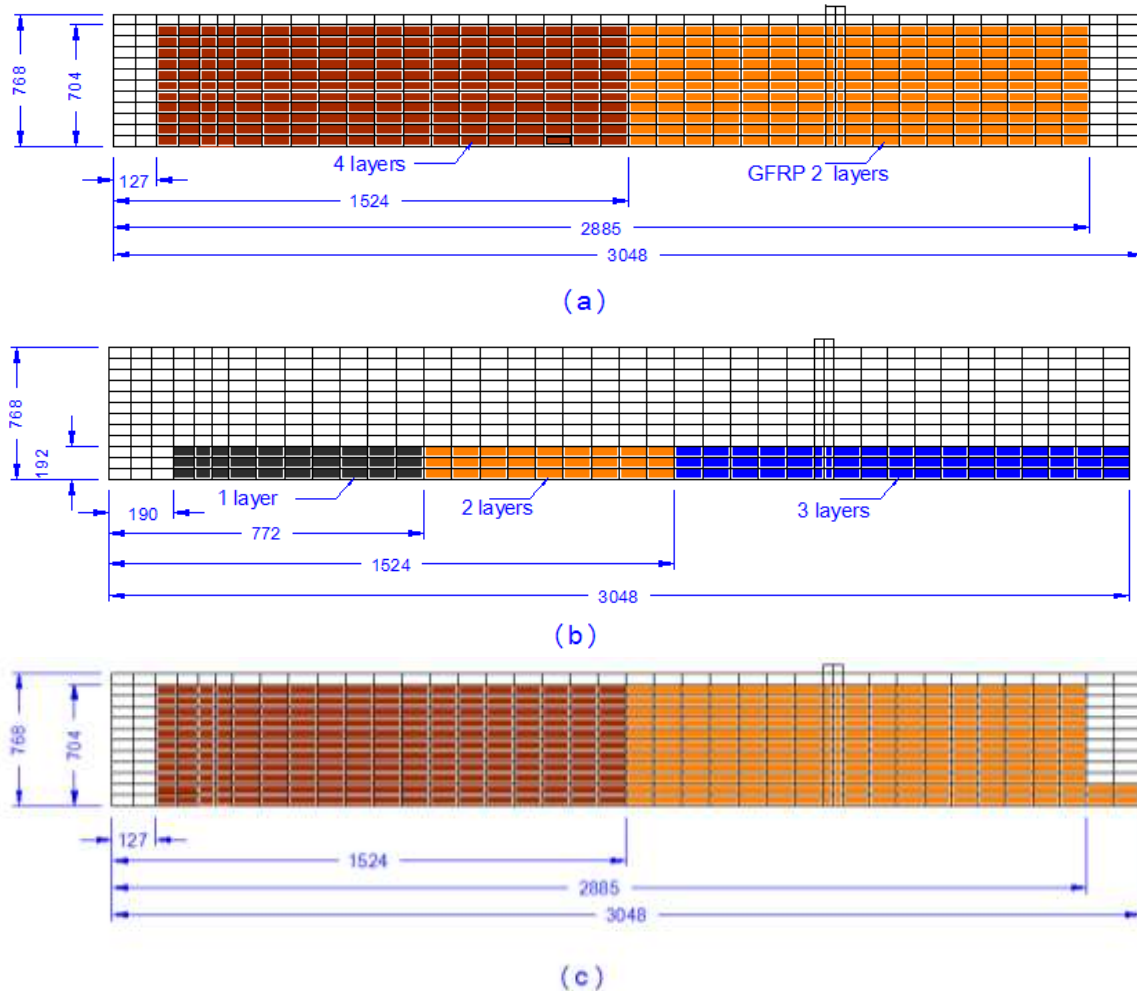 768
704
4 layers
GFRP 2 layers
127
1524
2885
3048
(a)
768
192
1 layer
2 layers
3 layers
190
772
1524
3048
(b)
768
704
127
1524
2885
3048
(c)